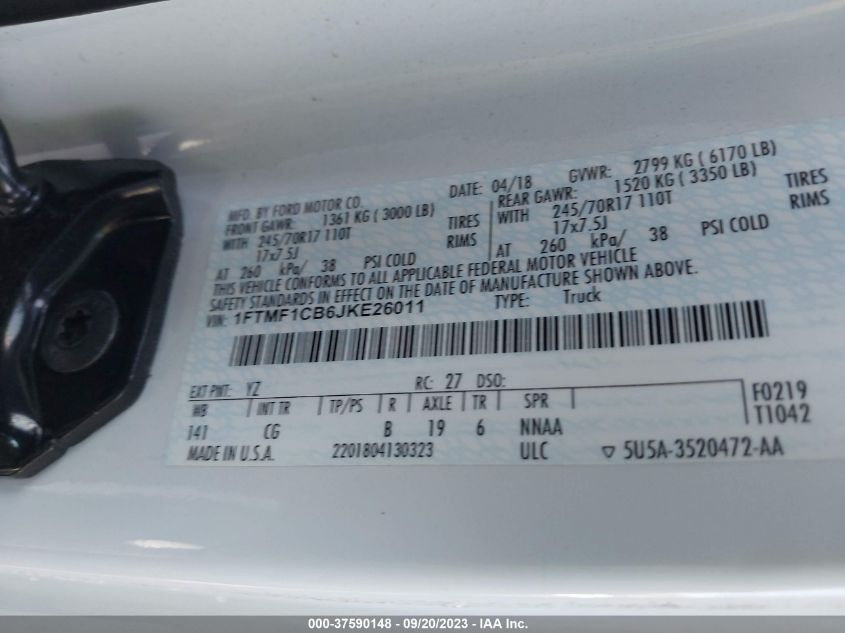 MFD. BY FORD MOTOR CO.
DATE: 04/18 GVWR: 2799 KG ( 6170 LB)
FRONT GAWR: 1361 KG ( 3000 LB) REAR GAWR: 1520 KG ( 3350 LB)
WITH 245/70R17 110T TIRES WITH 245/70R17 110T TIRES
17x7.5J RIMS 17x7.5J RIMS
AT 260 kPa/ 38 PSI COLD AT 260 kPa/ 38 PSI COLD
THIS VEHICLE CONFORMS TO ALL APPLICABLE FEDERAL MOTOR VEHICLE
SAFETY STANDARDS IN EFFECT ON THE DATE OF MANUFACTURE SHOWN ABOVE.
VIN: 1FTMF1CB6JKE26011 TYPE: Truck
EXT PNT: YZ RC: 27 DSO:
WB INT TR TP/PS R AXLE TR SPR F0219
141 CG B 19 6 NNAA T1042
MADE IN U.S.A. 2201804130323 ULC ▽ 5U5A-3520472-AA
000-37590148 - 09/20/2023 - IAA Inc.